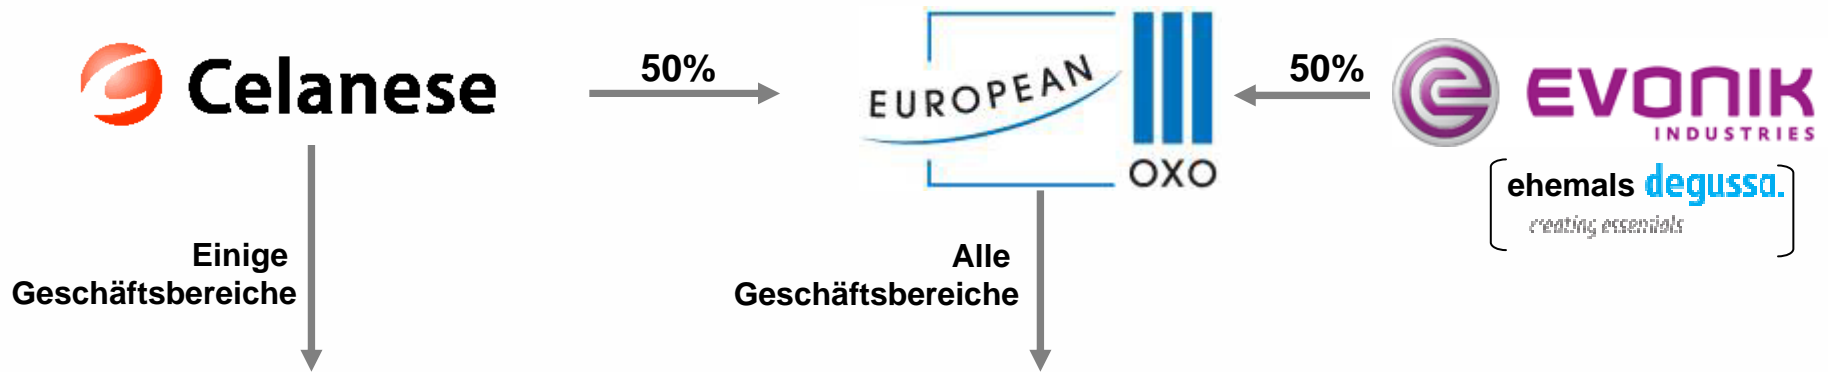 Celanese
50%
EUROPEAN
OXO
50%
EVONIK
INDUSTRIES
ehemals degussa.
creating essentials
Einige
Geschäftsbereiche
Alle
Geschäftsbereiche